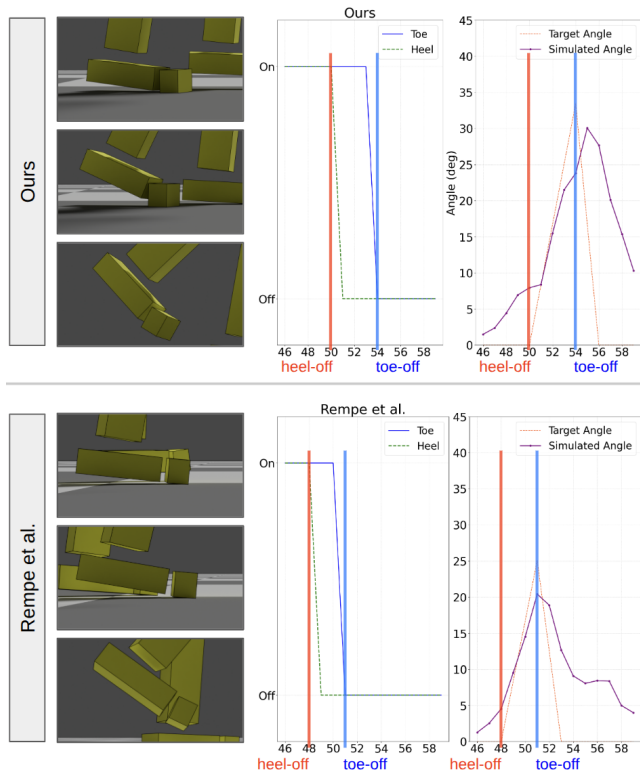 Ours
Ours
Toe
Heel
On
Off
46 48 50 52 54 56 58
heel-off
toe-off
Target Angle
Simulated Angle
Angle (deg)
45
40
35
30
25
20
15
10
5
0
46 48 50 52 54 56 58
heel-off
toe-off
Rempe et al.
Rempe et al.
Toe
Heel
On
Off
46 48 50 52 54 56 58
heel-off
toe-off
Target Angle
Simulated Angle
45
40
35
30
25
20
15
10
5
0
46 48 50 52 54 56 58
heel-off
toe-off